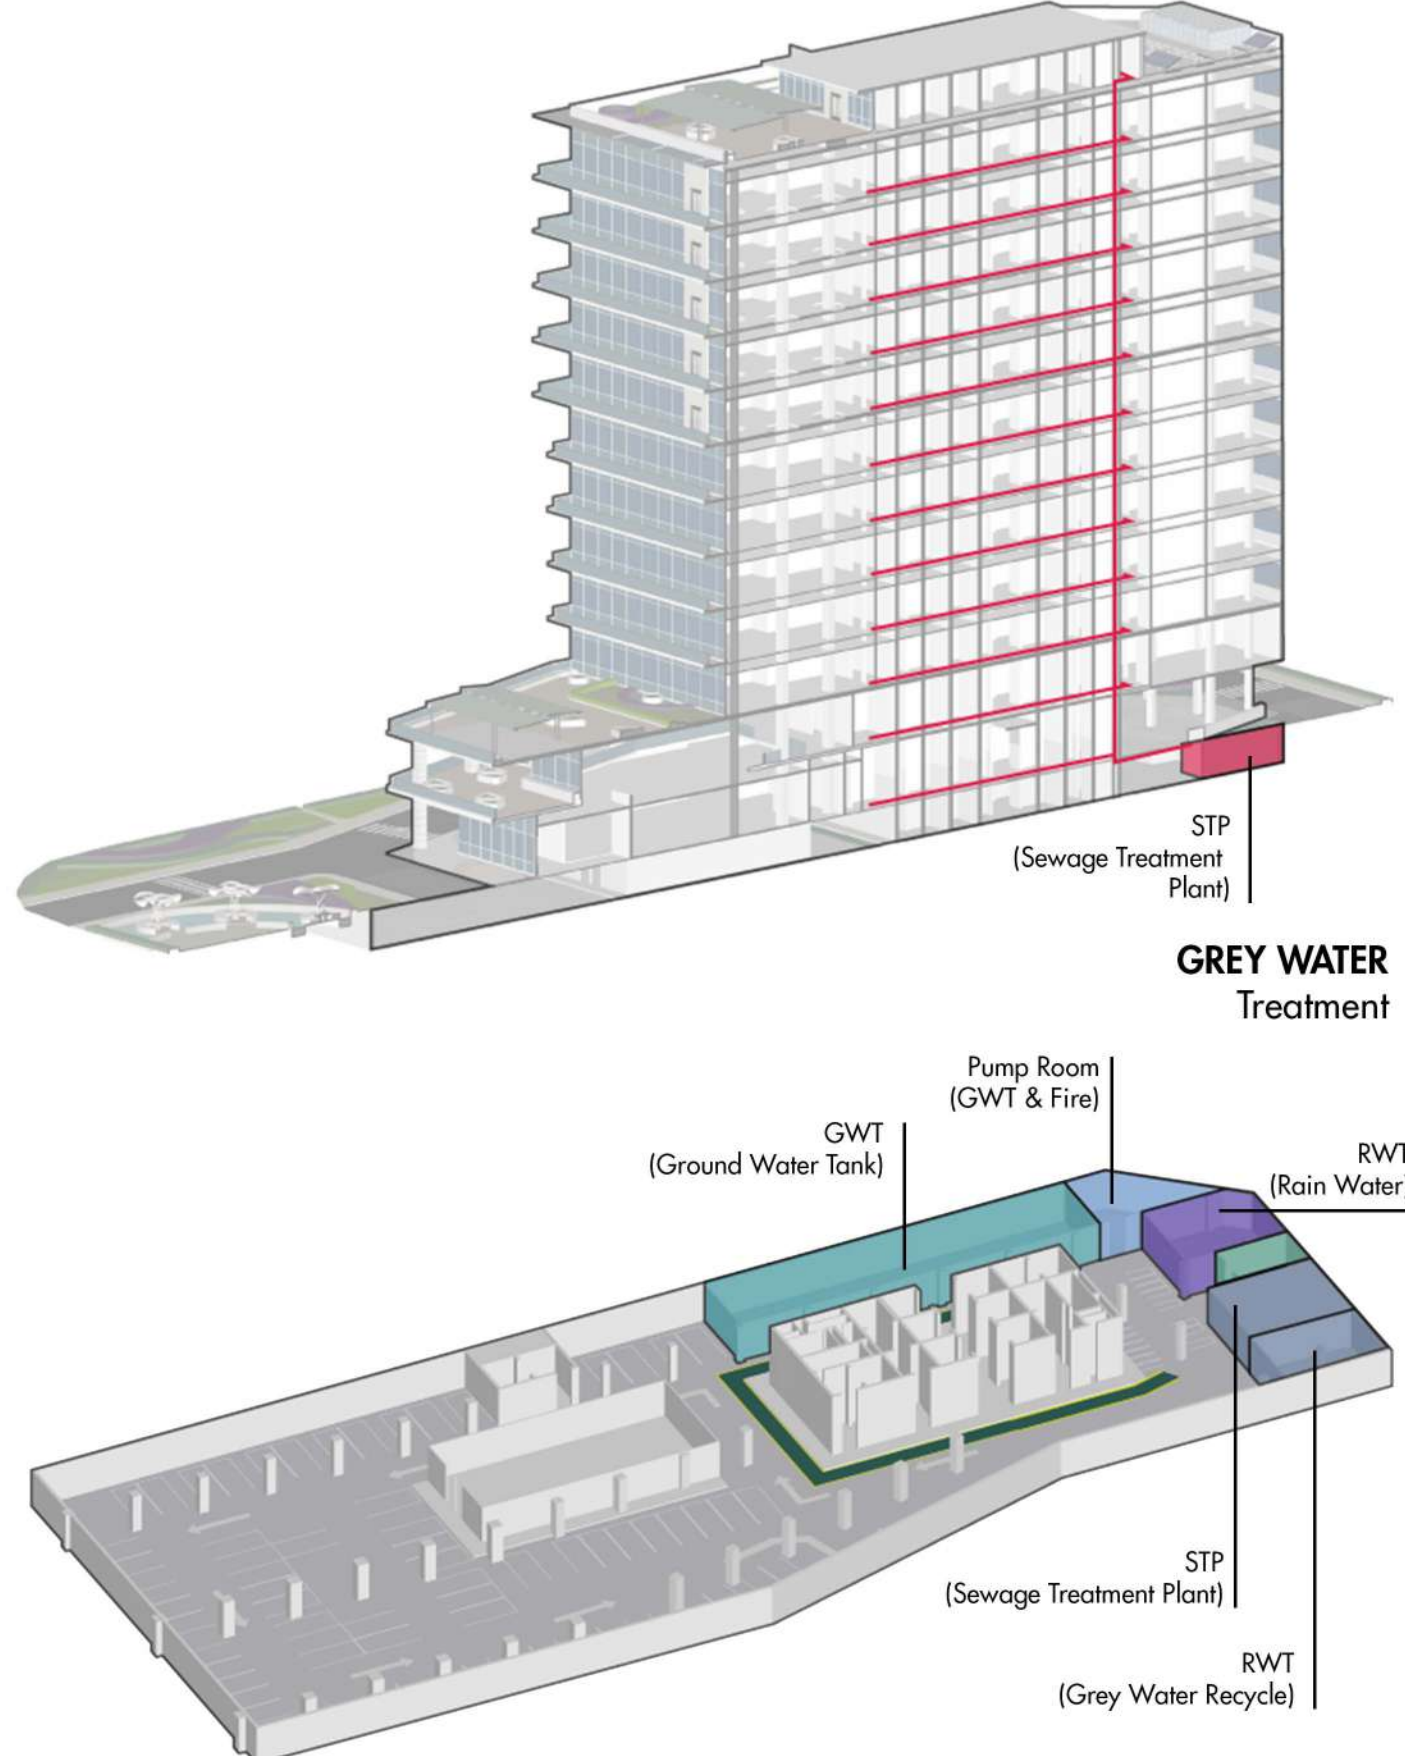 STP
(Sewage Treatment
Plant)
GREY WATER
Treatment
Pump Room
(GWT & Fire)
GWT
(Ground Water Tank)
RWT
(Rain Water)
STP
(Sewage Treatment Plant)
RWT
(Grey Water Recycle)